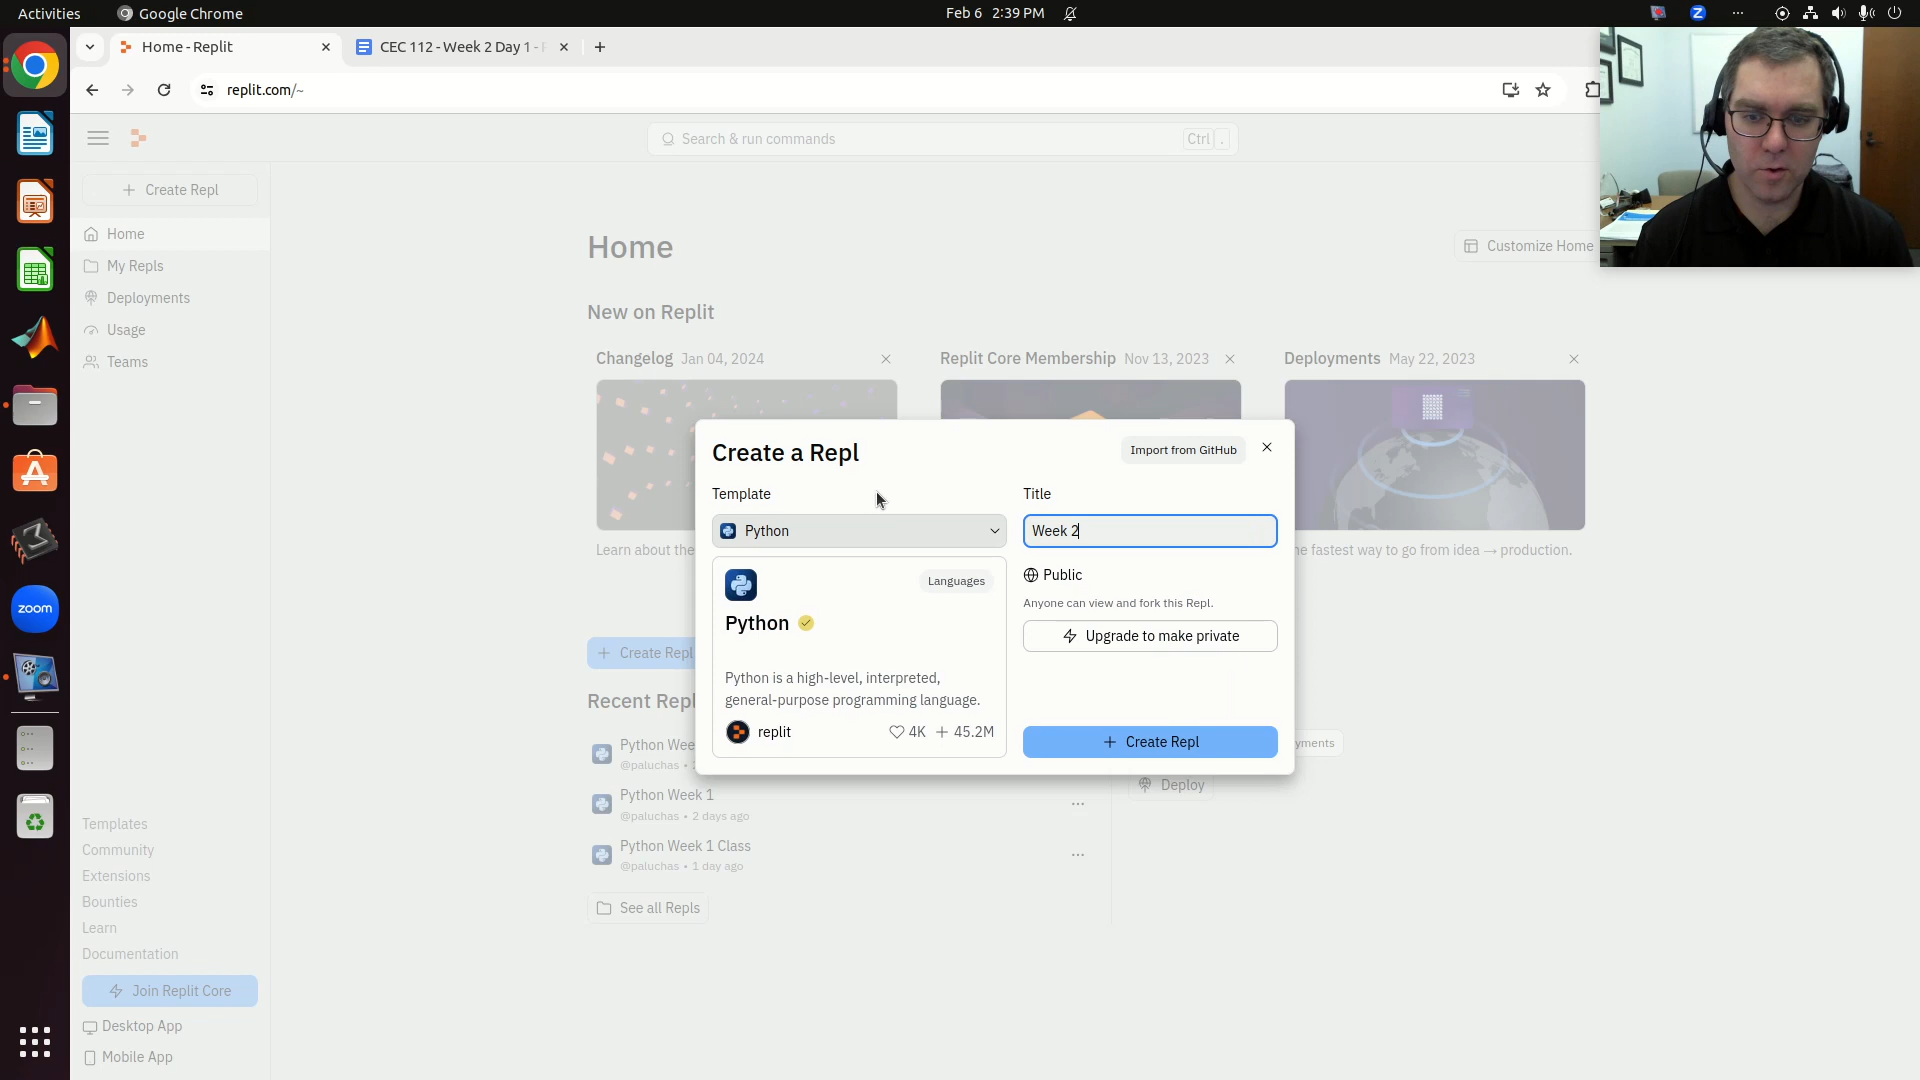 Activities
Google Chrome
Feb 6 2:39 PM
Home - Replit
CEC 112 - Week 2 Day 1 -
replit.com/~
Search & run commands
Ctrl .
Create Repl
Home
My Repls
Deployments
Usage
Teams
Templates
Community
Extensions
Bounties
Learn
Documentation
Join Replit Core
Desktop App
Mobile App
Home
Customize Home
New on Replit
Changelog Jan 04, 2024
Replit Core Membership Nov 13, 2023
Deployments May 22, 2023
Learn about the
he fastest way to go from idea → production.
Create a Repl
Import from GitHub
Template
Python
Languages
Python
Python is a high-level, interpreted,
general-purpose programming language.
replit
4K
45.2M
Title
Week 2
Public
Anyone can view and fork this Repl.
Upgrade to make private
Create Repl
Create Repl
Recent Repl
Python Wee
@paluchas •
Python Week 1
@paluchas • 2 days ago
Python Week 1 Class
@paluchas • 1 day ago
See all Repls
yments
Deploy
zoom